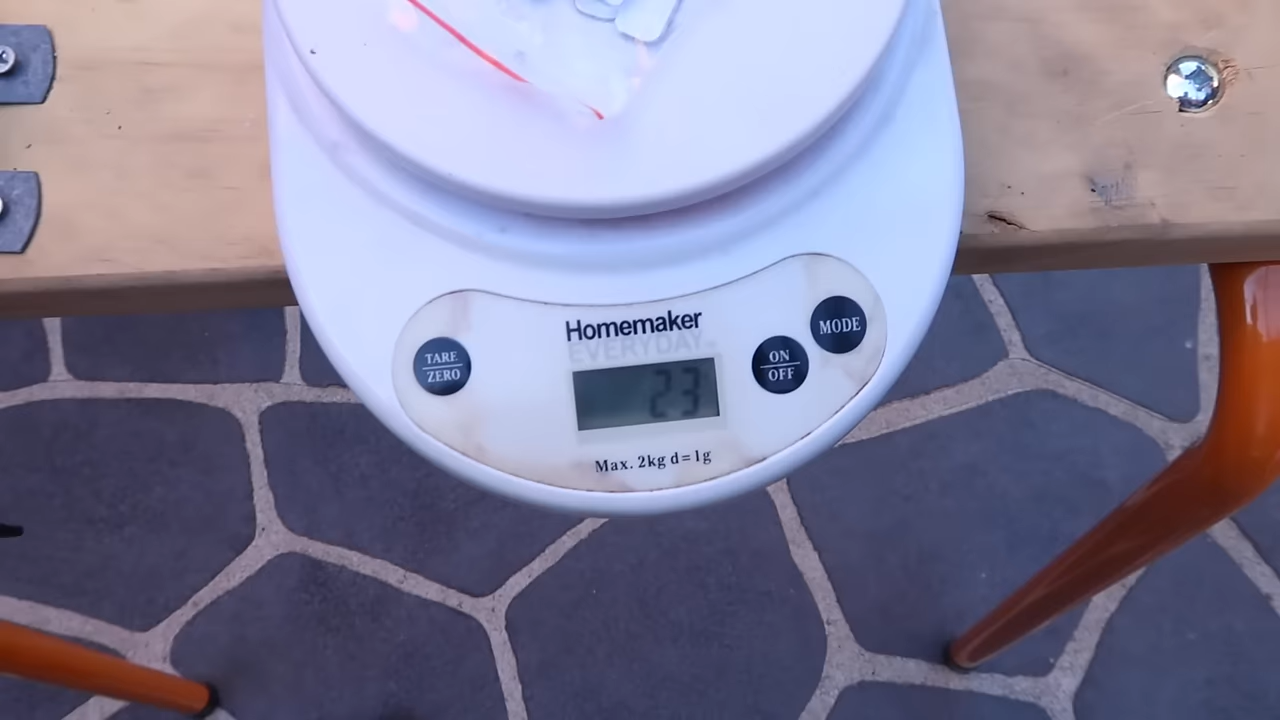 Homemaker
EVERYDAY
TARE
ZERO
23
ON
OFF
MODE
Max. 2kg d=1g